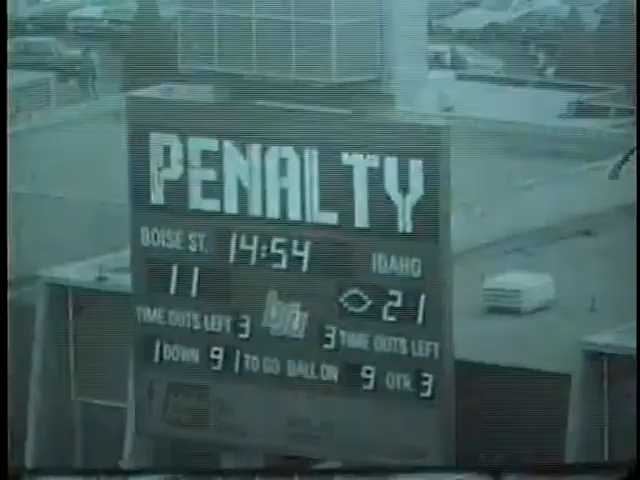 PENALTY
BOISE ST. 14:54 IDAHO
11 21
TIME OUTS LEFT 3 3 TIME OUTS LEFT
1 DOWN 91 TO GO BALL ON 9 QTR 3